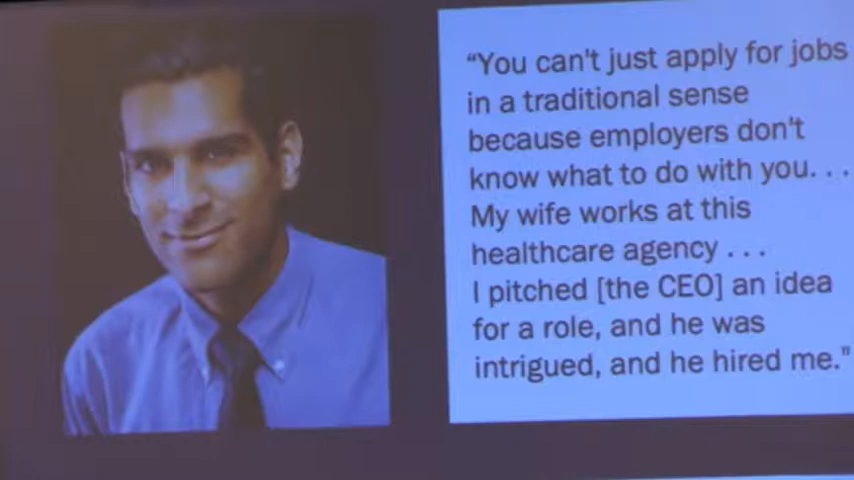 “You can't just apply for jobs
in a traditional sense
because employers don't
know what to do with you. . .
My wife works at this
healthcare agency . . .
I pitched [the CEO] an idea
for a role, and he was
intrigued, and he hired me."